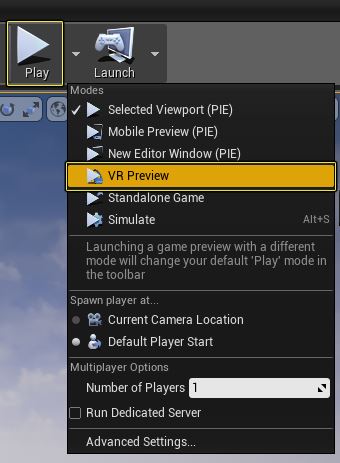 Play
Launch
Modes
Selected Viewport (PIE)
Mobile Preview (PIE)
New Editor Window (PIE)
VR Preview
Standalone Game
Simulate Alt+S
Launching a game preview with a different
mode will change your default 'Play' mode in
the toolbar
Spawn player at...
Current Camera Location
Default Player Start
Multiplayer Options
Number of Players 1
Run Dedicated Server
Advanced Settings...